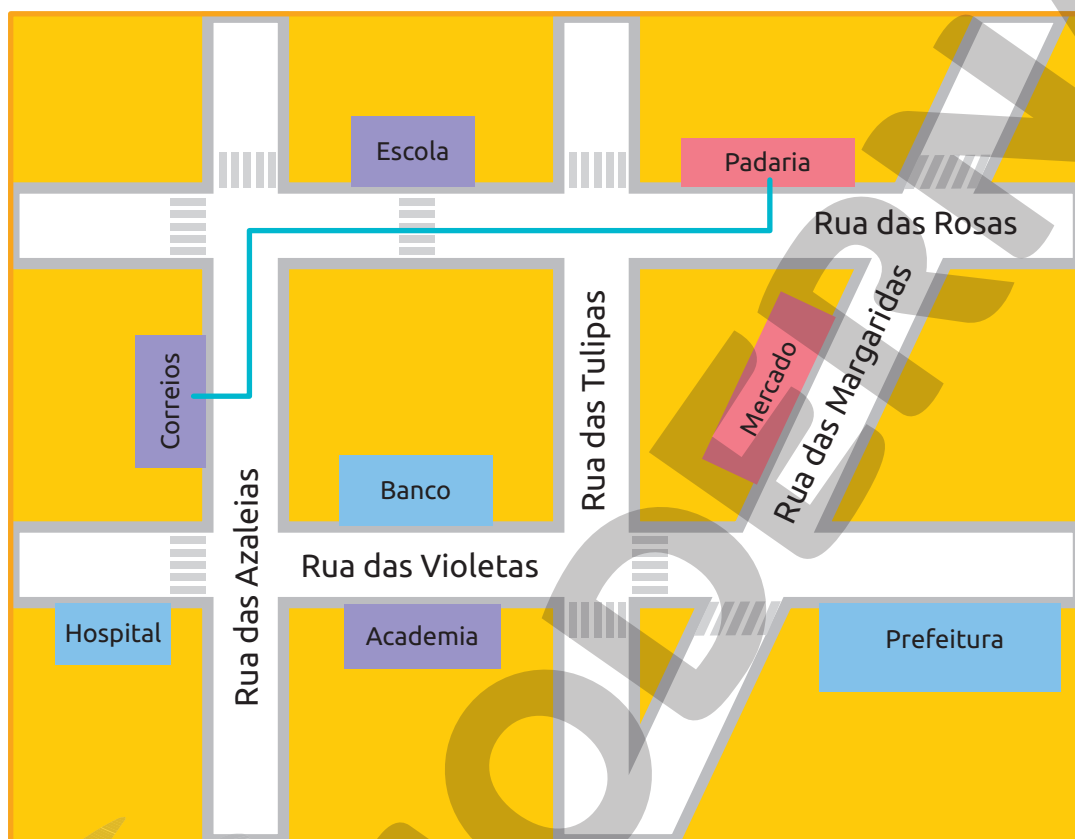 Escola
Padaria
Rua das Rosas
Correios
Rua das Tulipas
Mercado
Rua das Margaridas
Banco
Rua das Azaleias
Rua das Violetas
Hospital
Academia
Prefeitura